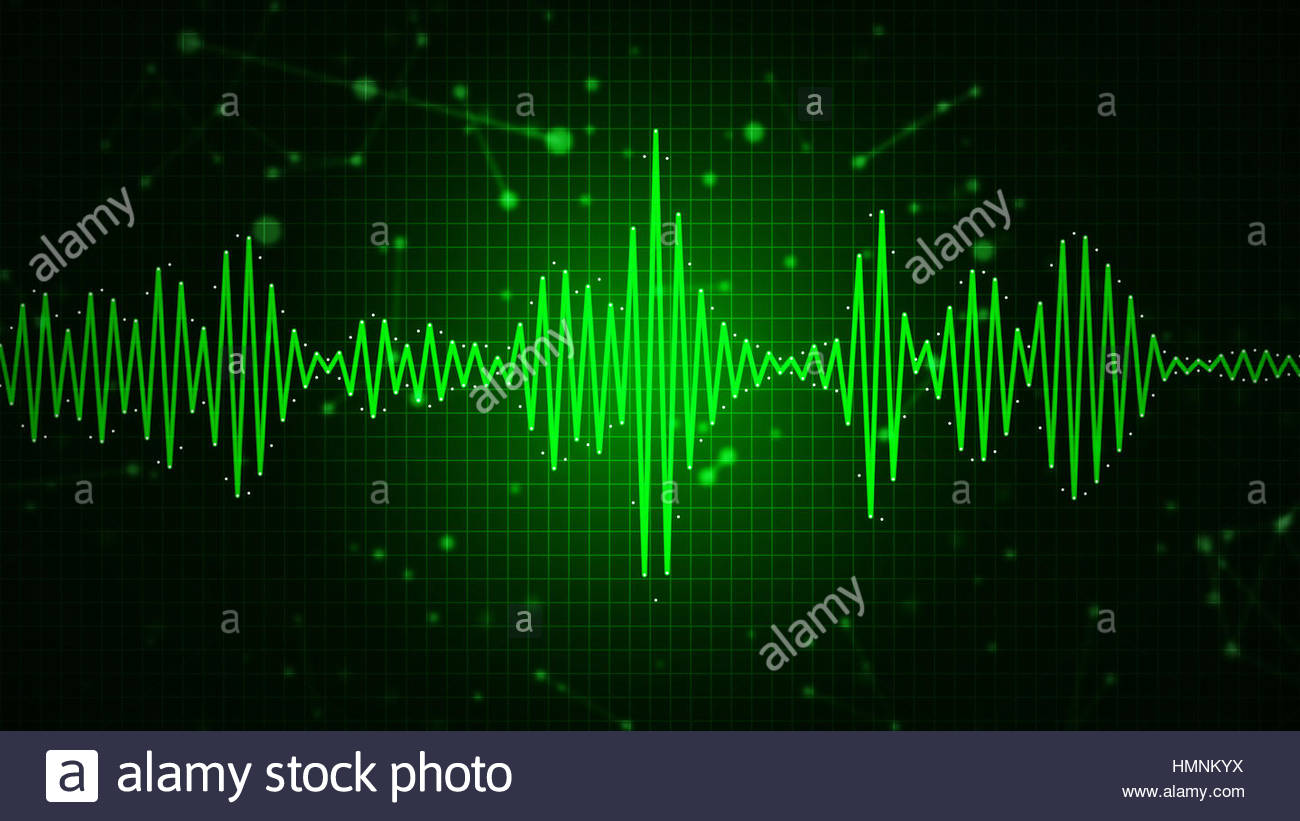 a a a a
alamy alamy
a a a
a a a
alamy
a a a a a
a a a
alamy
a alamy stock photo
HMNKYX
www.alamy.com